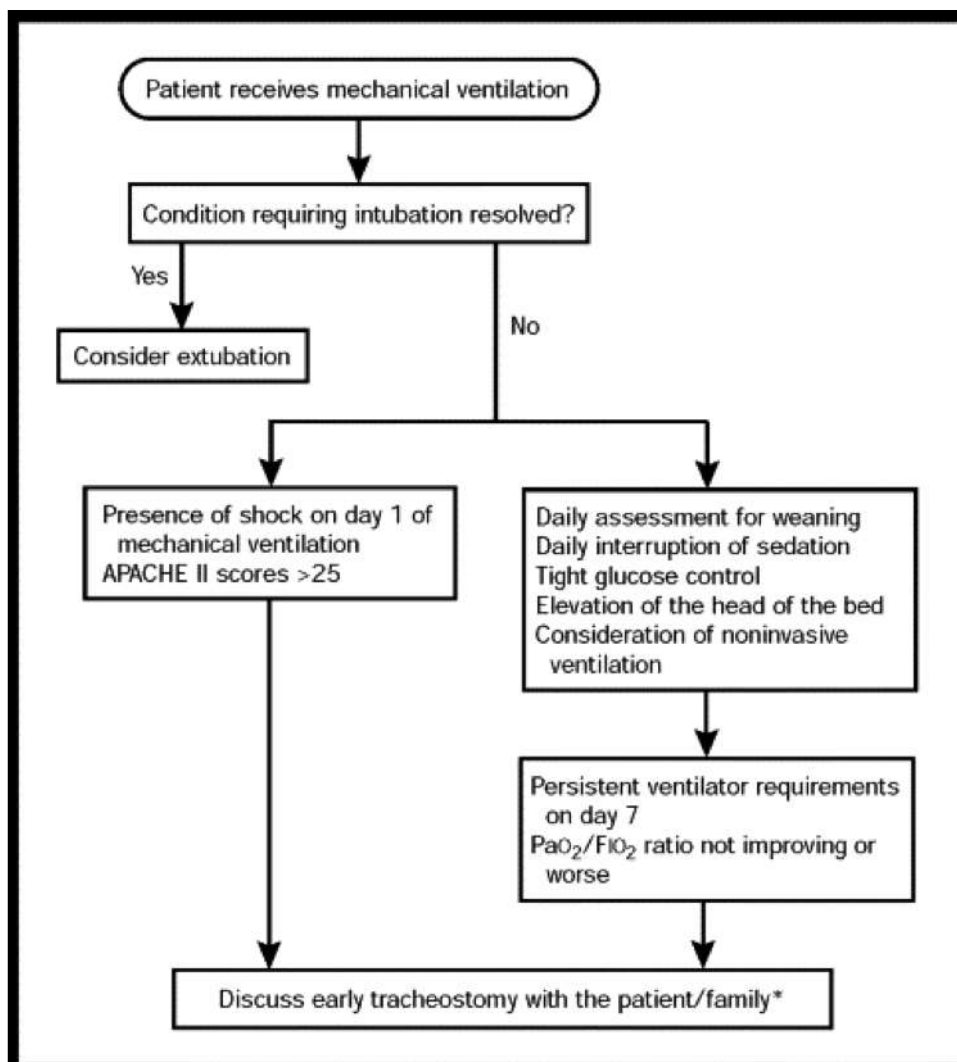 Patient receives mechanical ventilation
Condition requiring intubation resolved?
Yes
No
Consider extubation
Presence of shock on day 1 of
mechanical ventilation
APACHE II scores >25
Daily assessment for weaning
Daily interruption of sedation
Tight glucose control
Elevation of the head of the bed
Consideration of noninvasive
ventilation
Persistent ventilator requirements
on day 7
PaO₂/FIO₂ ratio not improving or
worse
Discuss early tracheostomy with the patient/family*